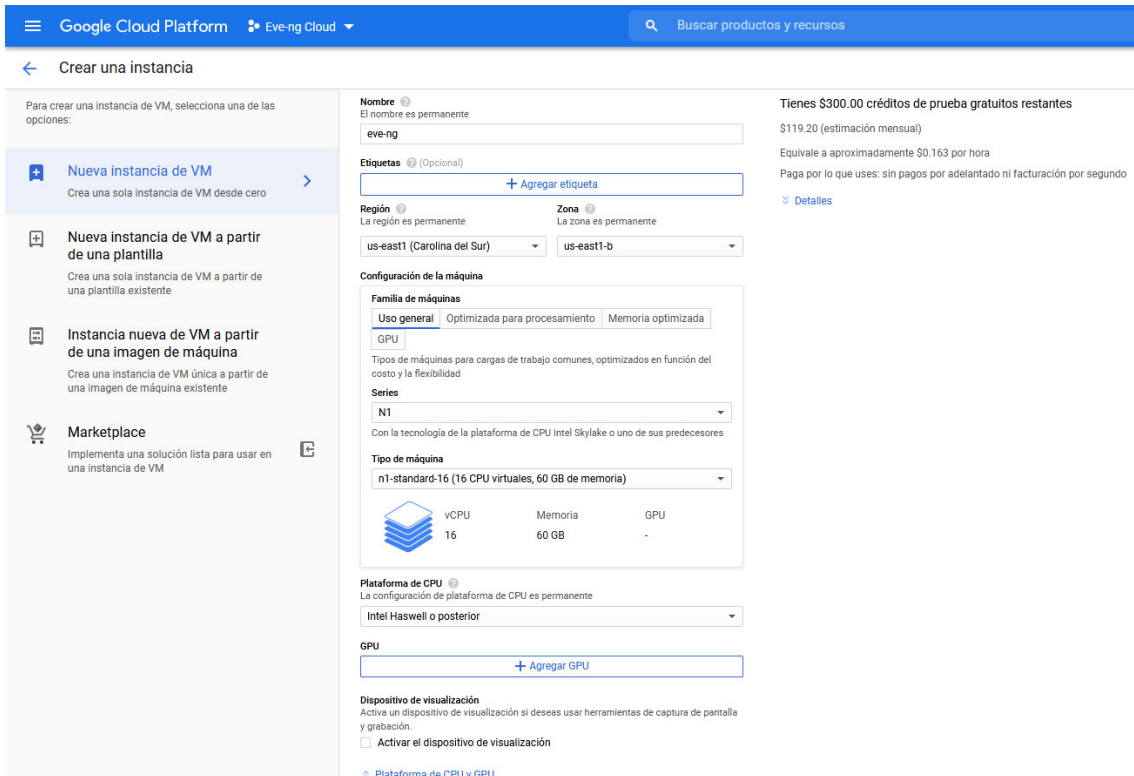 Google Cloud Platform
Eve-ng Cloud
Buscar productos y recursos
Crear una instancia
Para crear una instancia de VM, selecciona una de las
opciones:
Nueva instancia de VM
Crea una sola instancia de VM desde cero
Nueva instancia de VM a partir
de una plantilla
Crea una sola instancia de VM a partir de
una plantilla existente
Instancia nueva de VM a partir
de una imagen de máquina
Crea una instancia de VM única a partir de
una imagen de máquina existente
Marketplace
Implementa una solución lista para usar en
una instancia de VM
Nombre
El nombre es permanente
eve-ng
Etiquetas (Opcional)
+ Agregar etiqueta
Región
La región es permanente
us-east1 (Carolina del Sur)
Zona
La zona es permanente
us-east1-b
Configuración de la máquina
Familia de máquinas
Uso general
Optimizada para procesamiento
Memoria optimizada
GPU
Tipos de máquinas para cargas de trabajo comunes, optimizados en función del
costo y la flexibilidad
Series
N1
Con la tecnología de la plataforma de CPU Intel Skylake o uno de sus predecesores
Tipo de máquina
n1-standard-16 (16 CPU virtuales, 60 GB de memoria)
vCPU Memoria GPU
16 60 GB -
Plataforma de CPU
La configuración de plataforma de CPU es permanente
Intel Haswell o posterior
GPU
+ Agregar GPU
Dispositivo de visualización
Activa un dispositivo de visualización si deseas usar herramientas de captura de pantalla
y grabación.
Activar el dispositivo de visualización
Plataforma de CPU y GPU
Tienes $300.00 créditos de prueba gratuitos restantes
$119.20 (estimación mensual)
Equivale a aproximadamente $0.163 por hora
Paga por lo que uses: sin pagos por adelantado ni facturación por segundo
Detalles